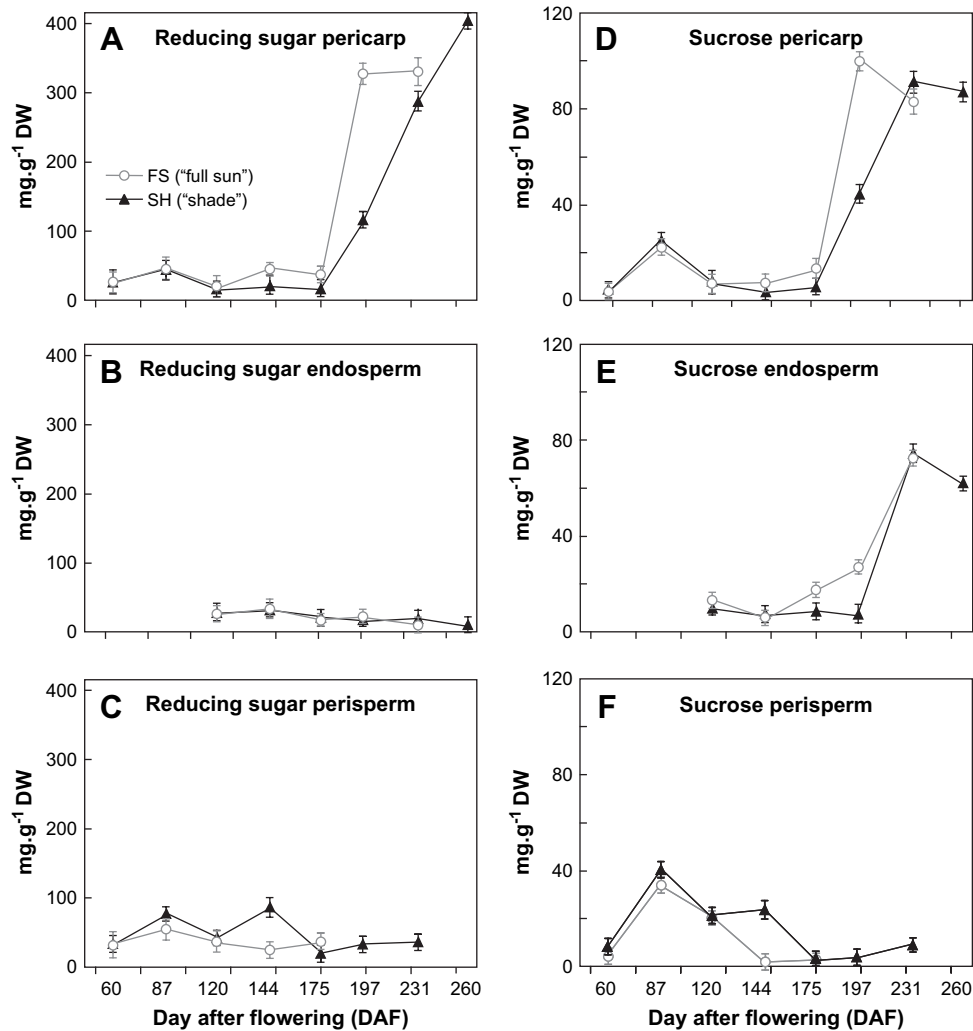 A Reducing sugar pericarp
mg.g-1 DW
400
300
200
100
0
FS ("full sun")
SH ("shade")
D Sucrose pericarp
mg.g-1 DW
120
80
40
0
B Reducing sugar endosperm
mg.g-1 DW
400
300
200
100
0
E Sucrose endosperm
mg.g-1 DW
120
80
40
0
C Reducing sugar perisperm
mg.g-1 DW
400
300
200
100
0
60 87 120 144 175 197 231 260
Day after flowering (DAF)
F Sucrose perisperm
mg.g-1 DW
120
80
40
0
60 87 120 144 175 197 231 260
Day after flowering (DAF)